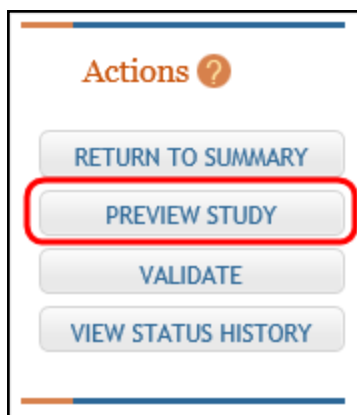 Actions ?
RETURN TO SUMMARY
PREVIEW STUDY
VALIDATE
VIEW STATUS HISTORY